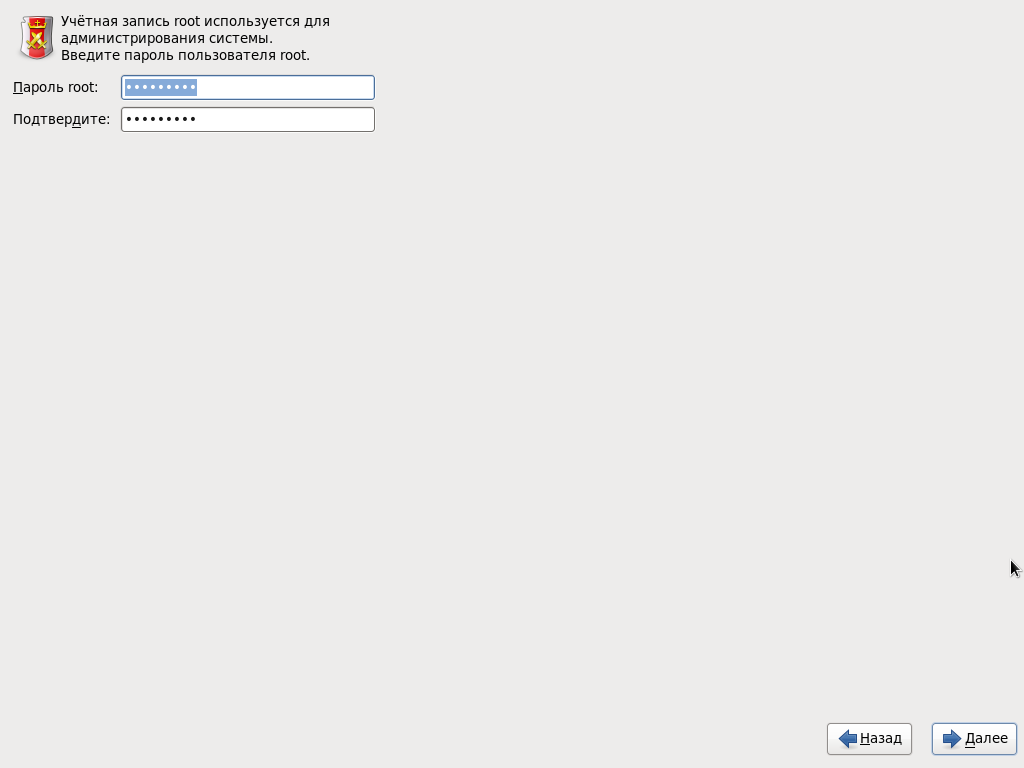 Учётная запись root используется для
администрирования системы.
Введите пароль пользователя root.
Пароль root: •••••••••
Подтвердите: •••••••••
Назад Далее